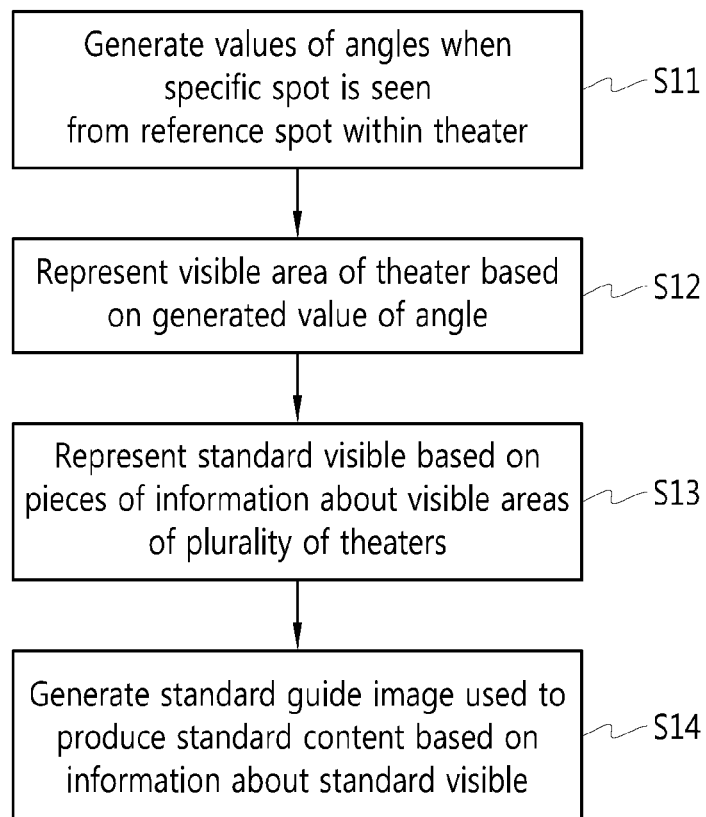 Generate values of angles when
specific spot is seen
from reference spot within theater
S11
Represent visible area of theater based
on generated value of angle
S12
Represent standard visible based on
pieces of information about visible areas
of plurality of theaters
S13
Generate standard guide image used to
produce standard content based on
information about standard visible
S14